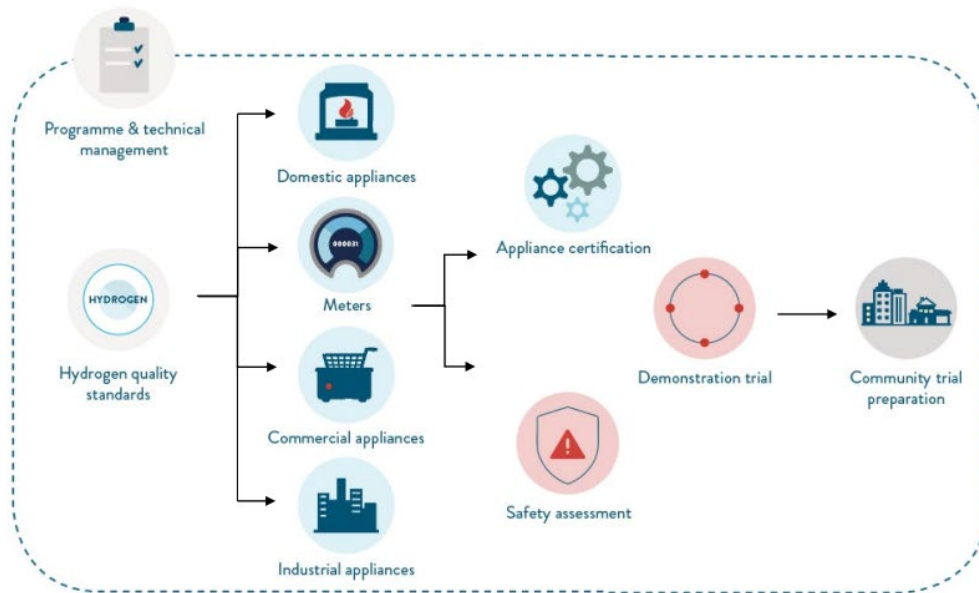 Programme & technical
management
HYDROGEN
Hydrogen quality
standards
Domestic appliances
000031
Meters
Commercial appliances
Industrial appliances
Appliance certification
Safety assessment
Demonstration trial
Community trial
preparation